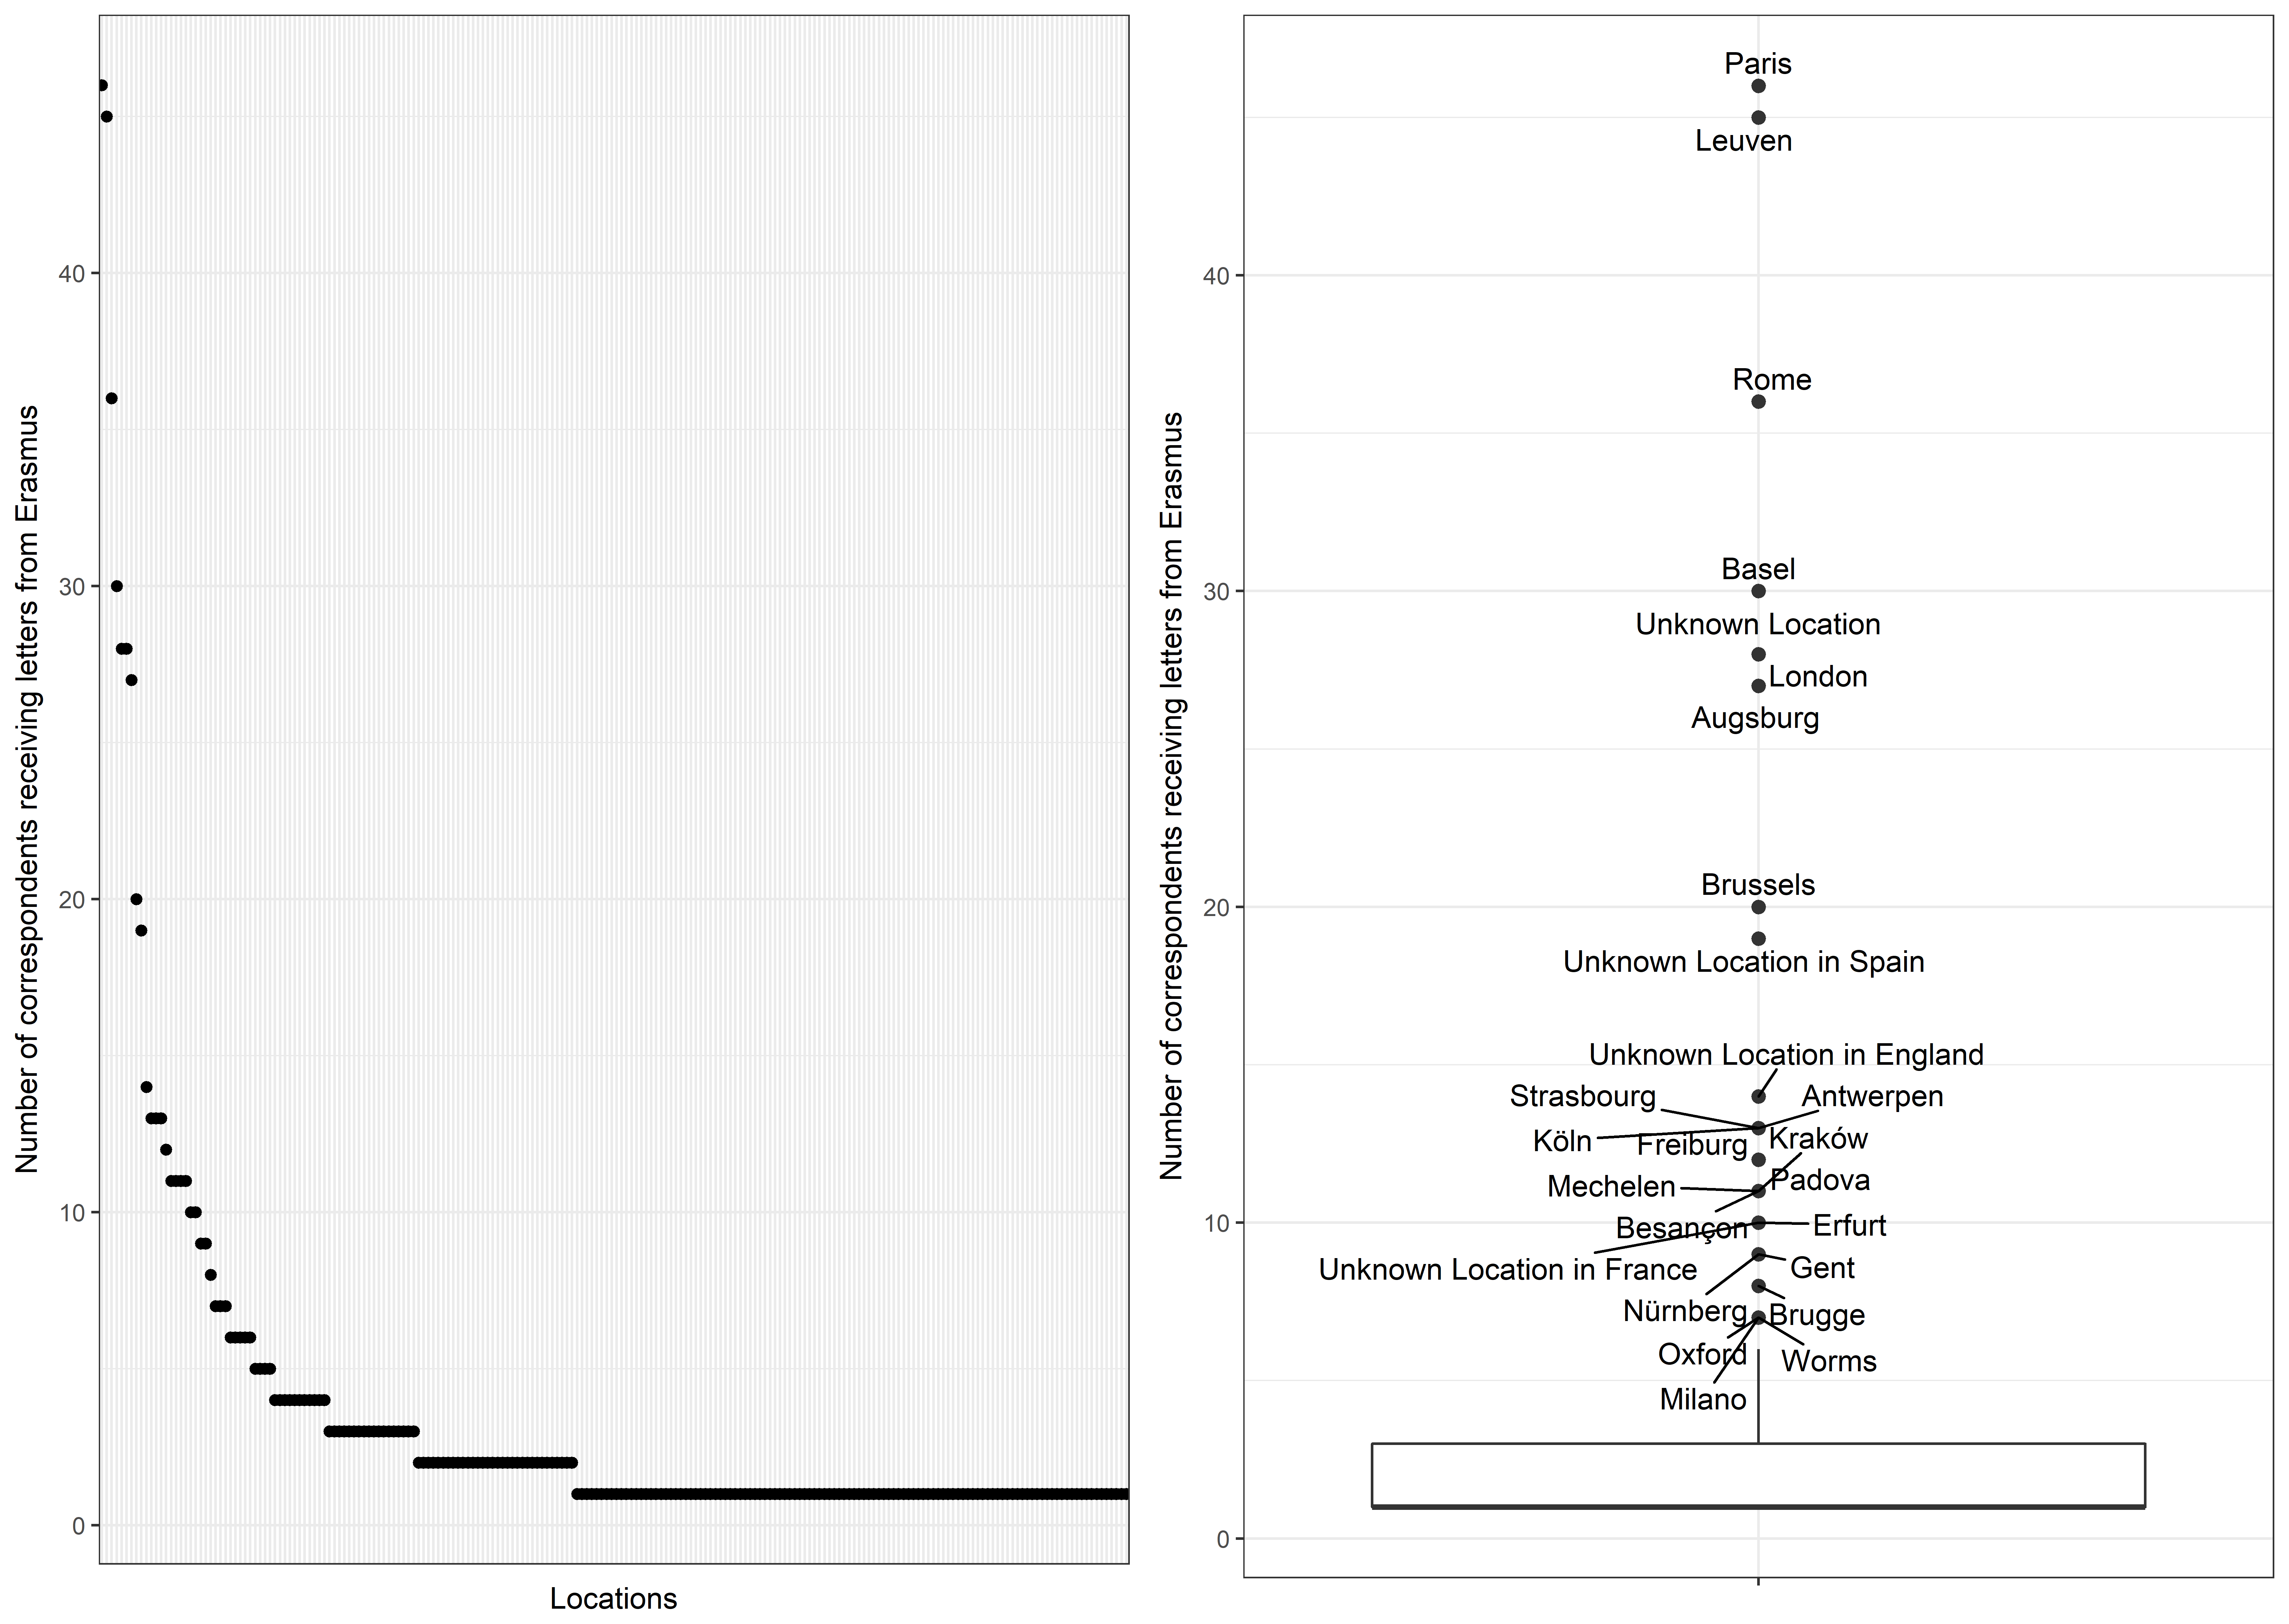 Number of correspondents receiving letters from Erasmus
40
30
20
10
0
Locations
Number of correspondents receiving letters from Erasmus
40
30
20
10
0
Paris
Leuven
Rome
Basel
Unknown Location
London
Augsburg
Brussels
Unknown Location in Spain
Unknown Location in England
Strasbourg
Antwerpen
Köln
Freiburg
Kraków
Mechelen
Padova
Besançon
Erfurt
Unknown Location in France
Gent
Nürnberg
Brugge
Oxford
Worms
Milano